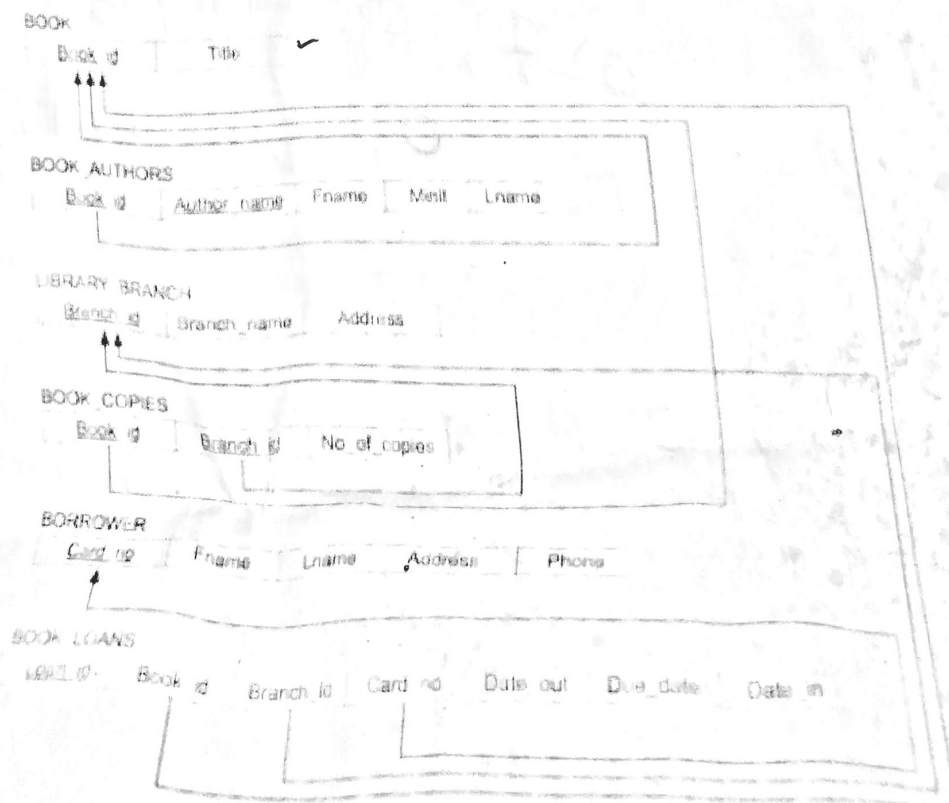 BOOK
Book_id Title
BOOK_AUTHORS
Book_id Author_name Fname Minit Lname
LIBRARY_BRANCH
Branch_id Branch_name Address
BOOK_COPIES
Book_id Branch_id No_of_copies
BORROWER
Card_no Fname Lname Address Phone
BOOK_LOANS
Book_id Branch_id Card_no Date_out Due_date Date_in